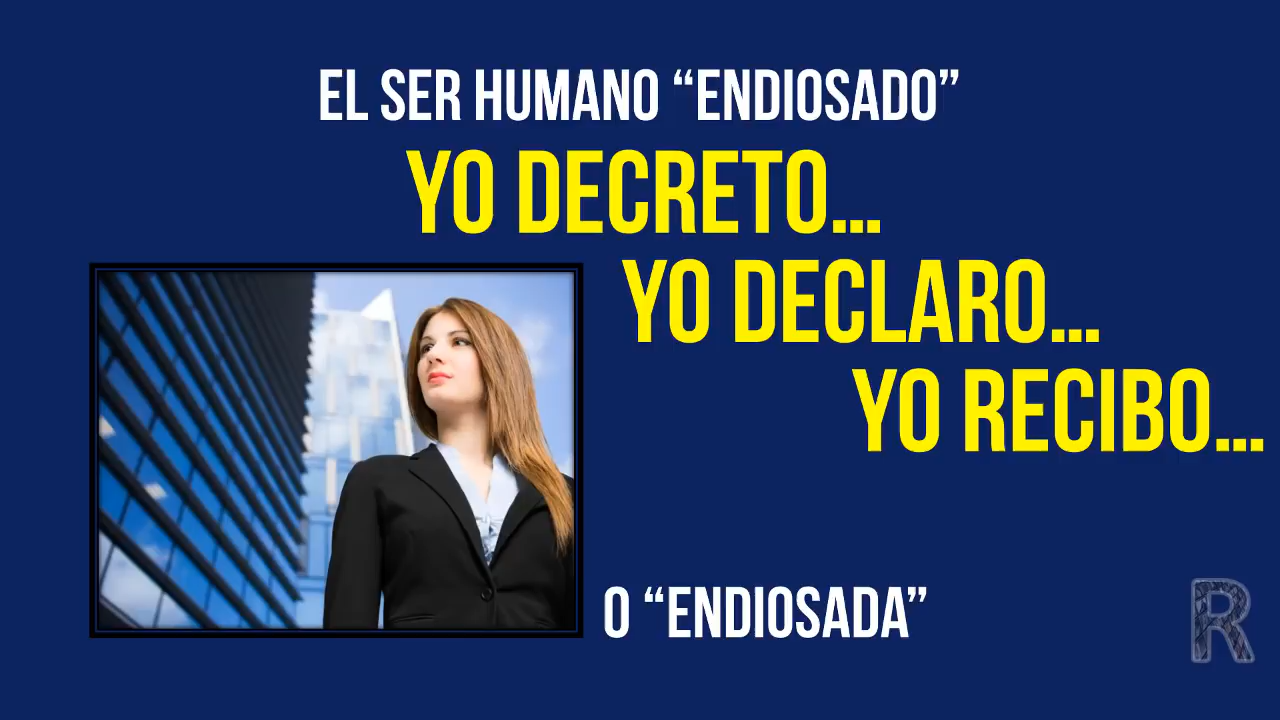 EL SER HUMANO “ENDIOSADO”
YO DECRETO...
YO DECLARO...
YO RECIBO...
O “ENDIOSADA”
R